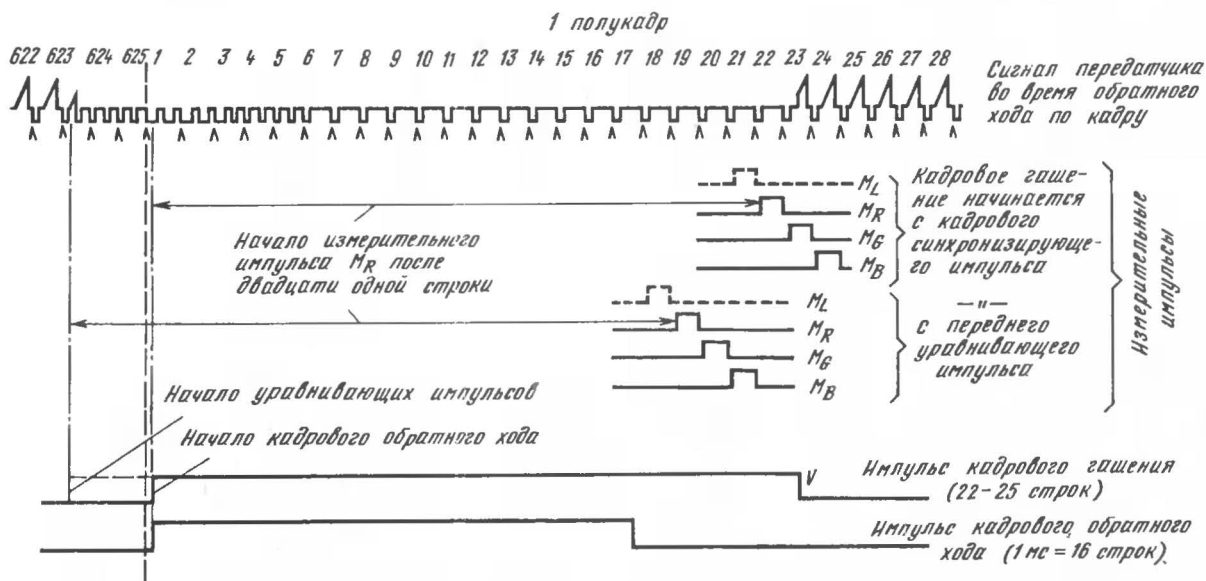 1 полукадр
622 623 624 625 1 2 3 4 5 6 7 8 9 10 11 12 13 14 15 16 17 18 19 20 21 22 23 24 25 26 27 28
Сигнал передатчика
во время обратного
хода по кадру
M_L
M_R
M_G
M_B
Кадровое гаше-
ние начинается
с кадрового
синхронизирующе-
го импульса
Начало измерительного
импульса M_R после
двадцати одной строки
M_L
M_R
M_G
M_B
—"—
с переднего
уравнивающего
импульса
Измерительные
импульсы
Начало уравнивающих импульсов
Начало кадрового обратного хода
V
Импульс кадрового гашения
(22-25 строк)
Импульс кадрового обратного
хода (1 мс = 16 строк)